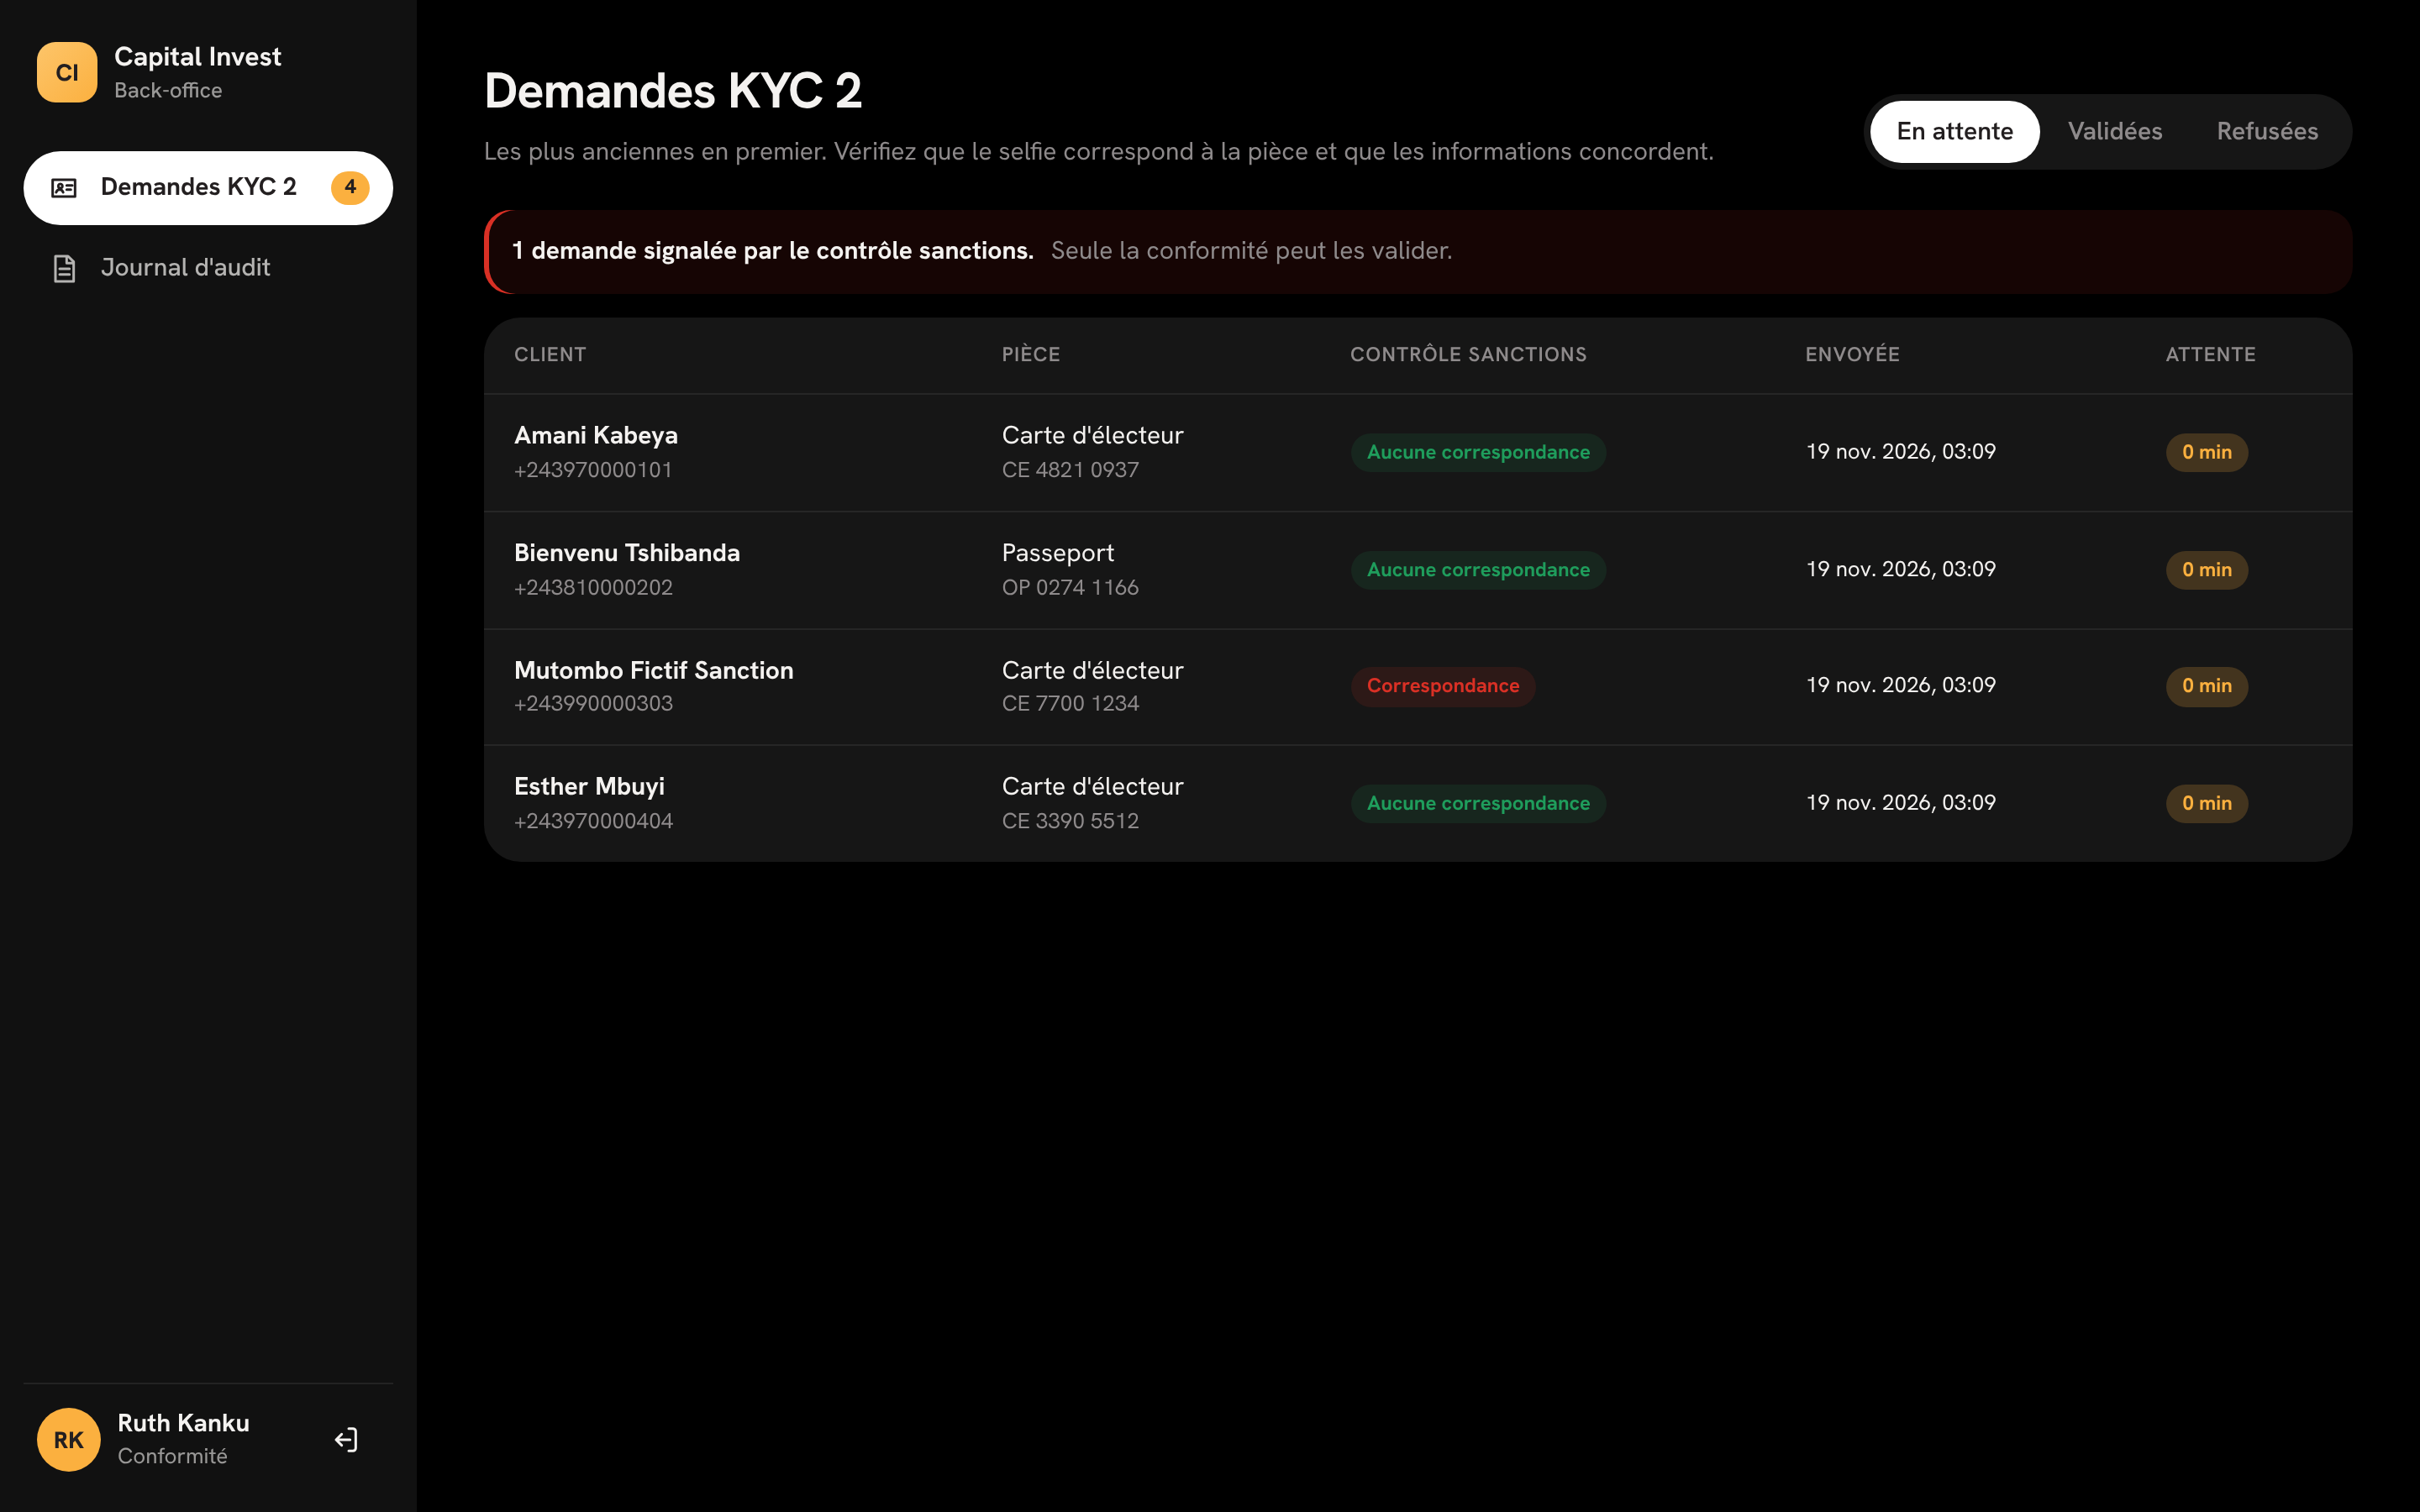 CI
Capital Invest
Back-office
Demandes KYC 2
4
Journal d'audit
RK
Ruth Kanku
Conformité
Demandes KYC 2
Les plus anciennes en premier. Vérifiez que le selfie correspond à la pièce et que les informations concordent.
En attente Validées Refusées
1 demande signalée par le contrôle sanctions. Seule la conformité peut les valider.
CLIENT PIÈCE CONTRÔLE SANCTIONS ENVOYÉE ATTENTE
Amani Kabeya Carte d'électeur
+243970000101 CE 4821 0937
Aucune correspondance 19 nov. 2026, 03:09 0 min
Bienvenu Tshibanda Passeport
+243810000202 OP 0274 1166
Aucune correspondance 19 nov. 2026, 03:09 0 min
Mutombo Fictif Sanction Carte d'électeur
+243990000303 CE 7700 1234
Correspondance 19 nov. 2026, 03:09 0 min
Esther Mbuyi Carte d'électeur
+243970000404 CE 3390 5512
Aucune correspondance 19 nov. 2026, 03:09 0 min